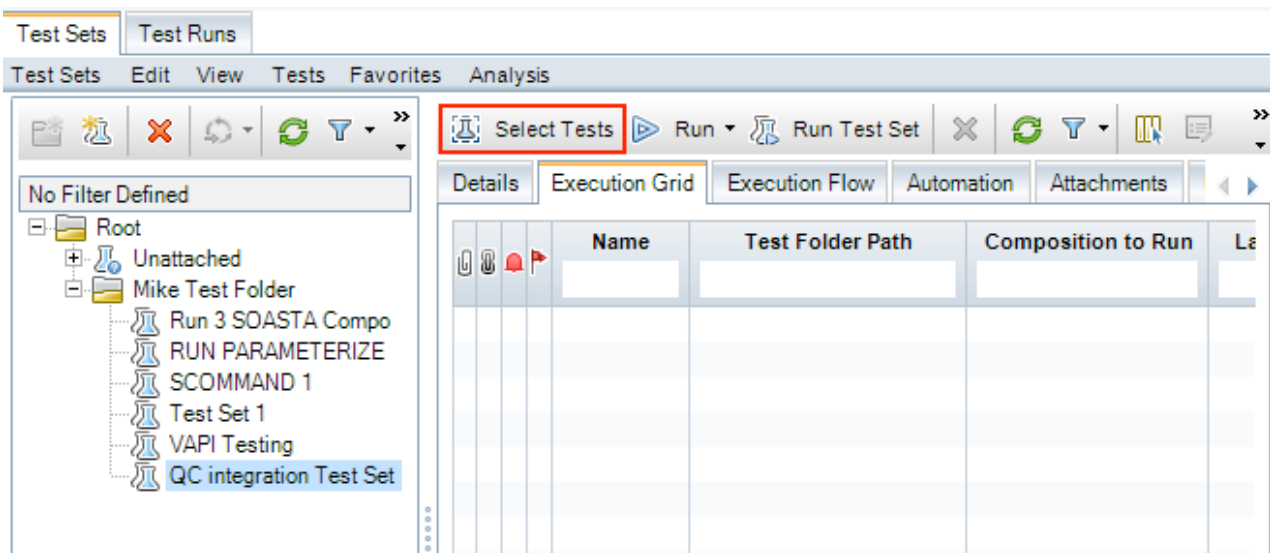 Test Sets Test Runs
Test Sets Edit View Tests Favorites Analysis
Select Tests Run Run Test Set
No Filter Defined
Details Execution Grid Execution Flow Automation Attachments
Root
Unattached
Mike Test Folder
Run 3 SOASTA Compo
RUN PARAMETERIZE
SCOMMAND 1
Test Set 1
VAPI Testing
QC integration Test Set
Name Test Folder Path Composition to Run La